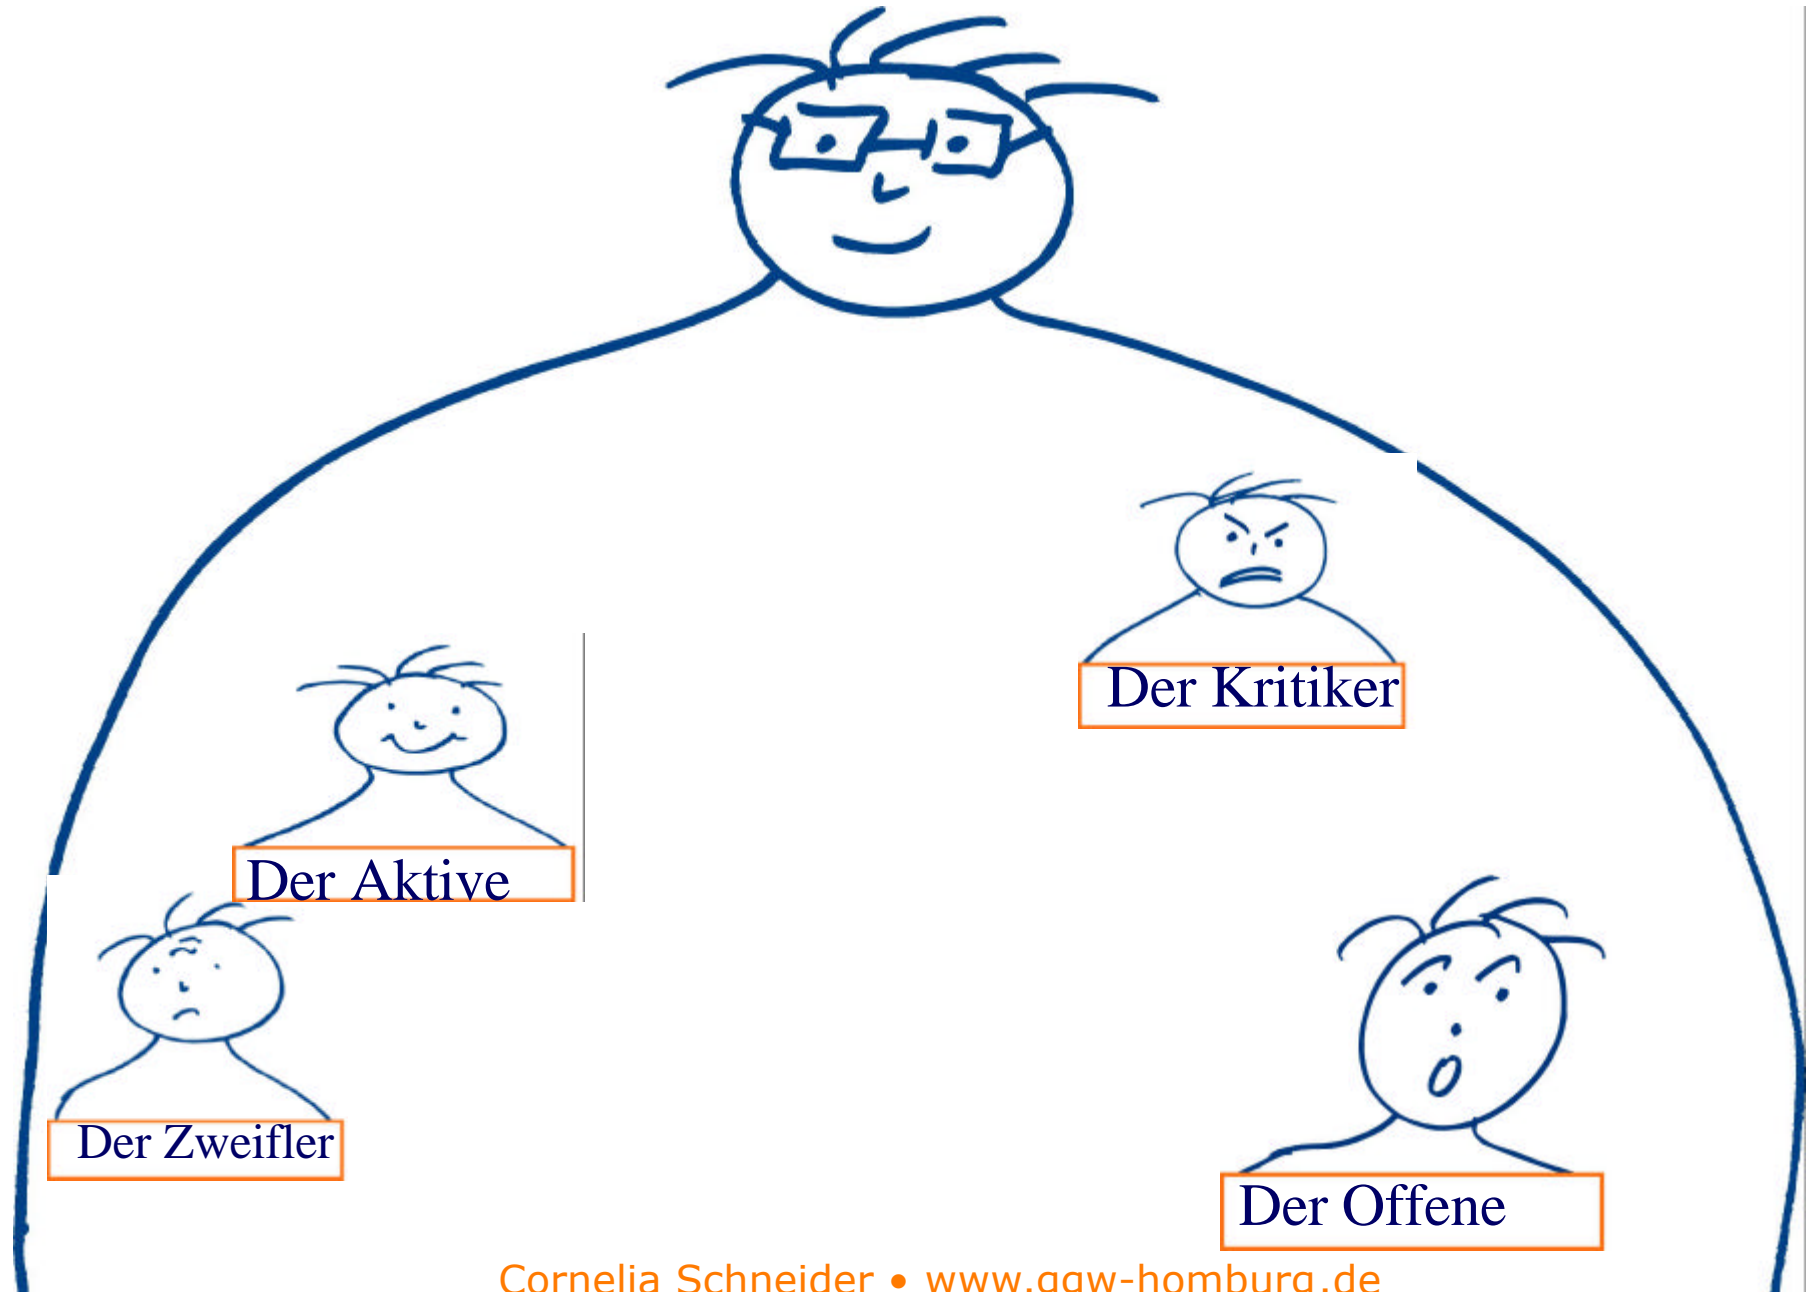 Der Kritiker
Der Aktive
Der Zweifler
Der Offene
Cornelia Schneider • www.ggw-homburg.de